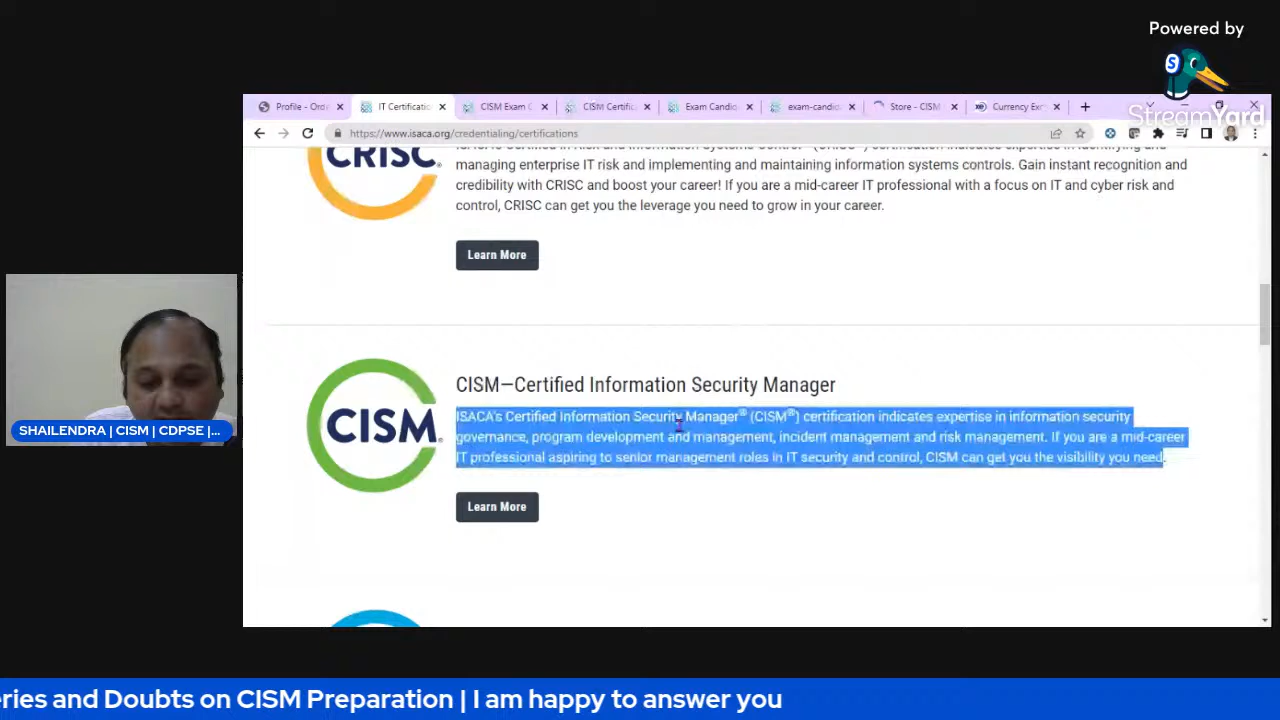 Powered by
StreamYard
Profile - Ord
IT Certificatio
CISM Exam C
CISM Certific
Exam Candid
exam-candid
Store - CISM
Currency Exc
https://www.isaca.org/credentialing/certifications
CRISC
managing enterprise IT risk and implementing and maintaining information systems controls. Gain instant recognition and
credibility with CRISC and boost your career! If you are a mid-career IT professional with a focus on IT and cyber risk and
control, CRISC can get you the leverage you need to grow in your career.
Learn More
CISM
CISM—Certified Information Security Manager
ISACA's Certified Information Security Manager® (CISM®) certification indicates expertise in information security
governance, program development and management, incident management and risk management. If you are a mid-career
IT professional aspiring to senior management roles in IT security and control, CISM can get you the visibility you need.
Learn More
SHAILENDRA | CISM | CDPSE |...
eries and Doubts on CISM Preparation | I am happy to answer you